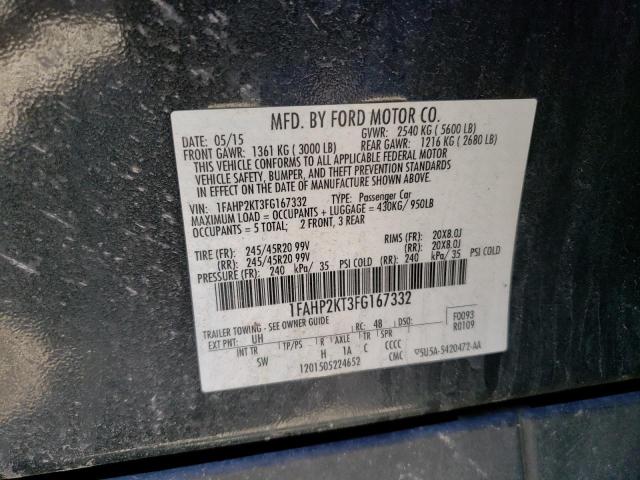 MFD. BY FORD MOTOR CO.
DATE: 05/15 GVWR: 2540 KG ( 5600 LB)
FRONT GAWR: 1361 KG ( 3000 LB) REAR GAWR: 1216 KG ( 2680 LB)
THIS VEHICLE CONFORMS TO ALL APPLICABLE FEDERAL MOTOR
VEHICLE SAFETY, BUMPER, AND THEFT PREVENTION STANDARDS
IN EFFECT ON THE DATE OF MANUFACTURE SHOWN ABOVE.
VIN: 1FAHP2KT3FG167332 TYPE: Passenger Car
MAXIMUM LOAD = OCCUPANTS + LUGGAGE = 430KG/ 950LB
OCCUPANTS = 5 TOTAL: 2 FRONT, 3 REAR
TIRE (FR): 245/45R20 99V RIMS (FR): 20X8.0J
(RR): 245/45R20 99V (RR): 20X8.0J
PRESSURE (FR): 240 kPa/ 35 PSI COLD (RR): 240 kPa/ 35 PSI COLD
1FAHP2KT3FG167332
TRAILER TOWING - SEE OWNER GUIDE
EXT PNT: UH RC: 48 F0093
INT TR TP/PS R AXLE TR SPR R0109
SW H 1A C CCCC
1201505224652 CMC 5U5A-5420472-AA